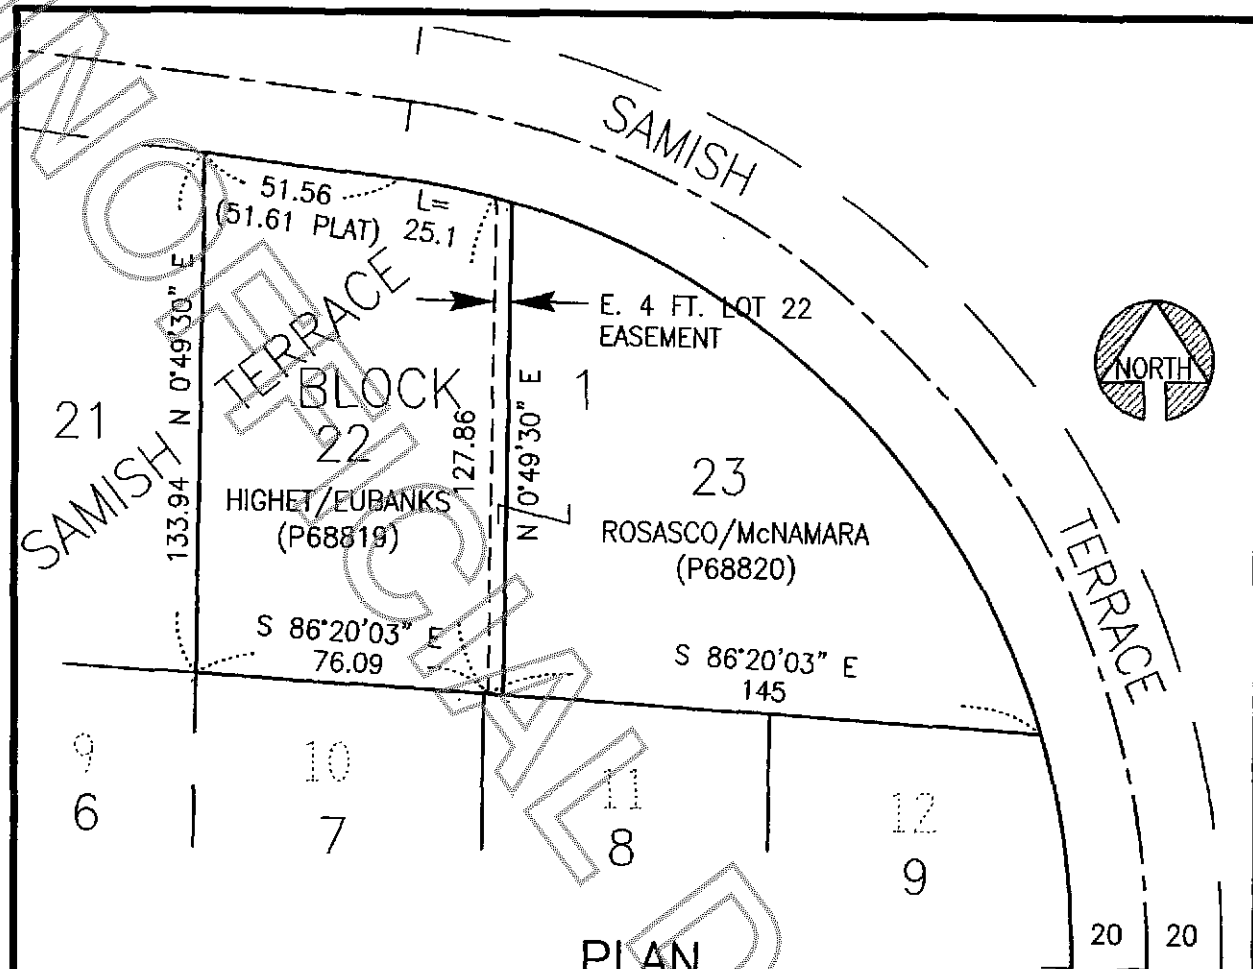 SAMISH
51.56
(51.61 PLAT)
L=
25.1
133.94 N 0°49'30" E
SAMISH TERRACE
E. 4 FT. LOT 22
EASEMENT
NORTH
21
BLOCK 1
22
127.86
N 0°49'30" E
HIGHET/EUBANKS
(P68819)
23
ROSASCO/McNAMARA
(P68820)
TERRACE
S 86°20'03" E
76.09
S 86°20'03" E
145
9
10
11
12
6
7
8
9
20
20
PLAN
UNOFFICIAL D